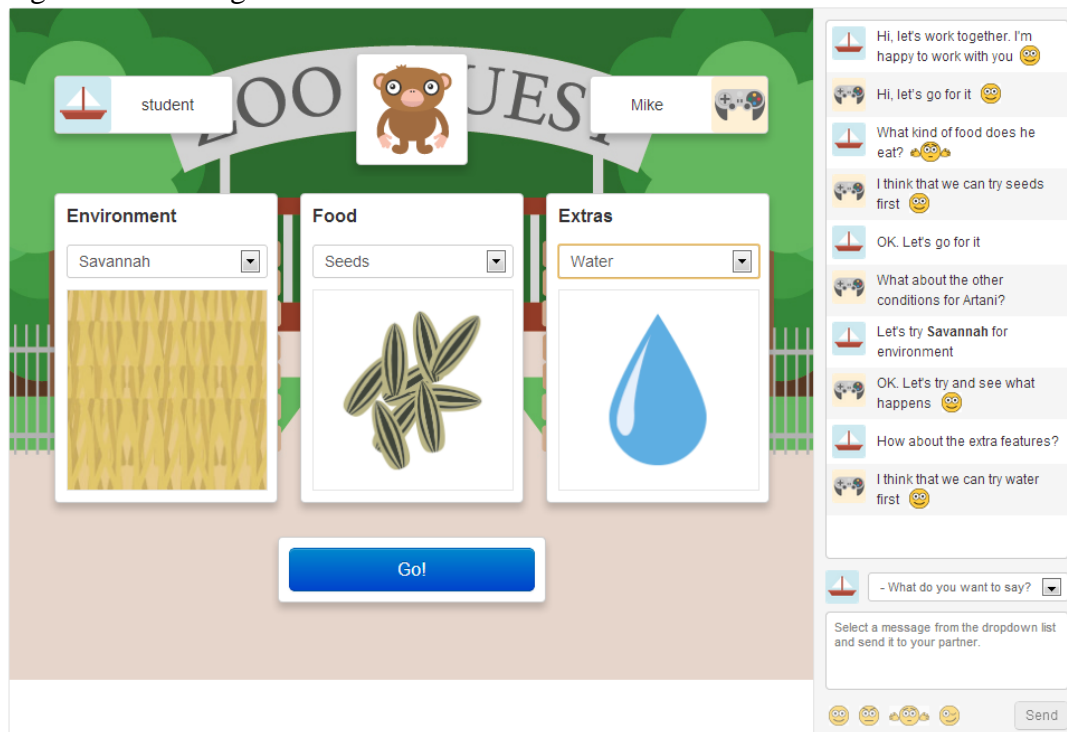 student
ZOO UEST
Mike
Environment
Savannah
Food
Seeds
Extras
Water
Go!
Hi, let's work together. I'm
happy to work with you
Hi, let's go for it
What kind of food does he
eat?
I think that we can try seeds
first
OK. Let's go for it
What about the other
conditions for Artani?
Let's try Savannah for
environment
OK. Let's try and see what
happens
How about the extra features?
I think that we can try water
first
- What do you want to say?
Select a message from the dropdown list
and send it to your partner.
Send